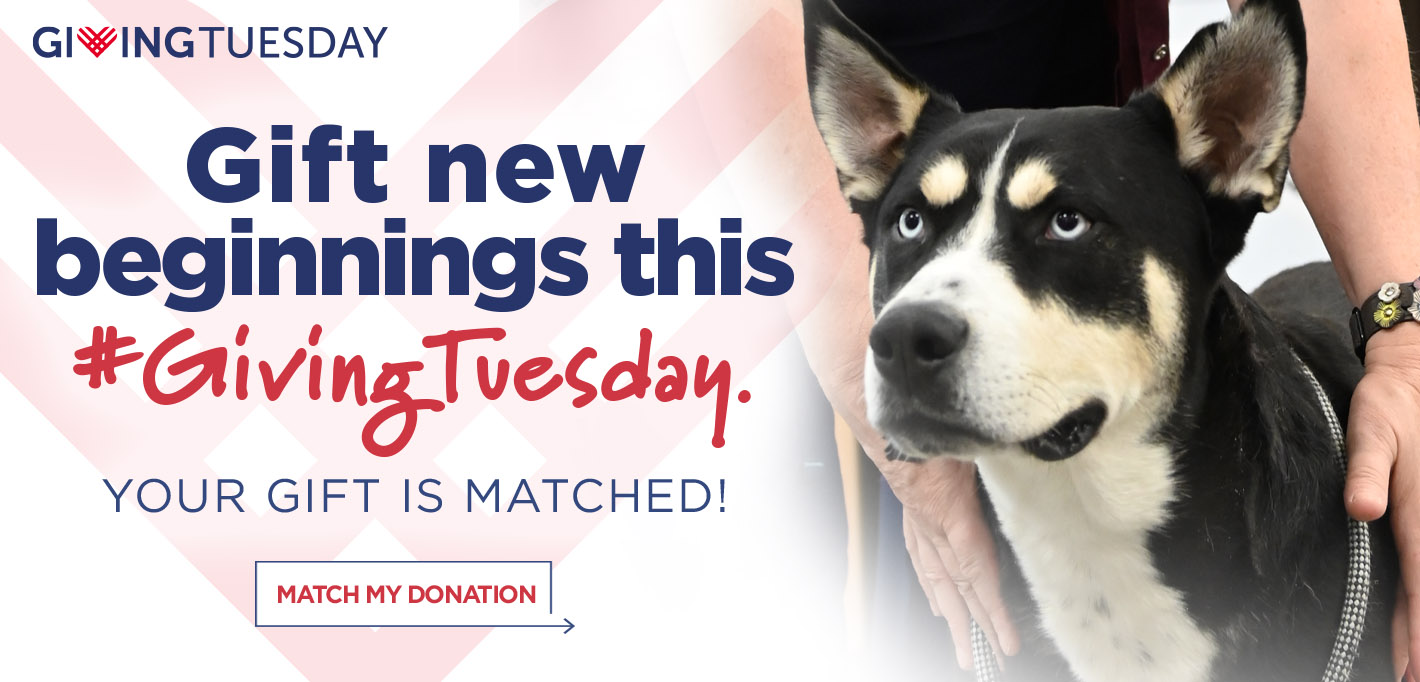 GIVINGTUESDAY
Gift new
beginnings this
#GivingTuesday.
YOUR GIFT IS MATCHED!
MATCH MY DONATION